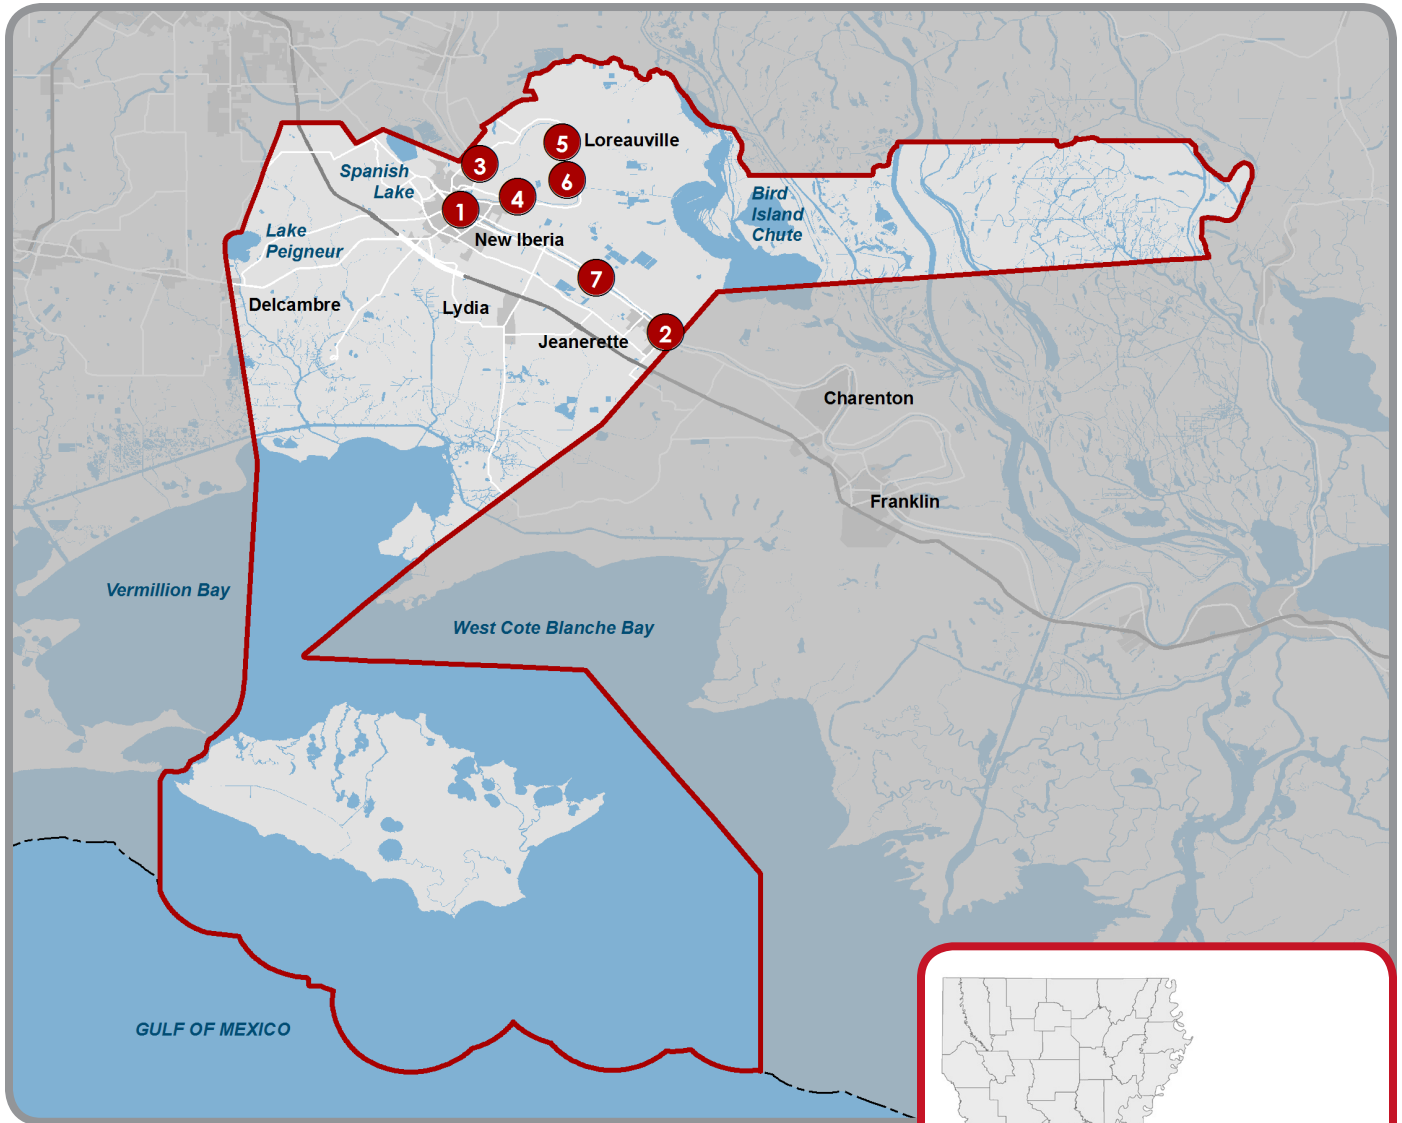 5
Loreauville
3
Spanish
Lake
6
4
Bird
Island
Chute
1
Lake
Peigneur
New Iberia
7
Delcambre
Lydia
2
Jeanerette
Charenton
Franklin
Vermillion Bay
West Cote Blanche Bay
GULF OF MEXICO